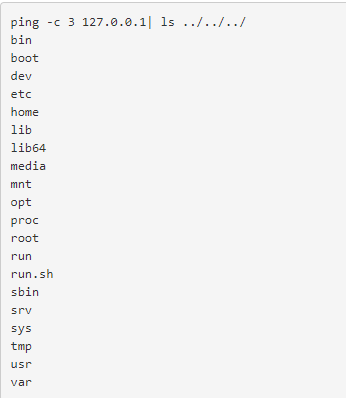 ping -c 3 127.0.0.1| ls ../../../
bin
boot
dev
etc
home
lib
lib64
media
mnt
opt
proc
root
run
run.sh
sbin
srv
sys
tmp
usr
var